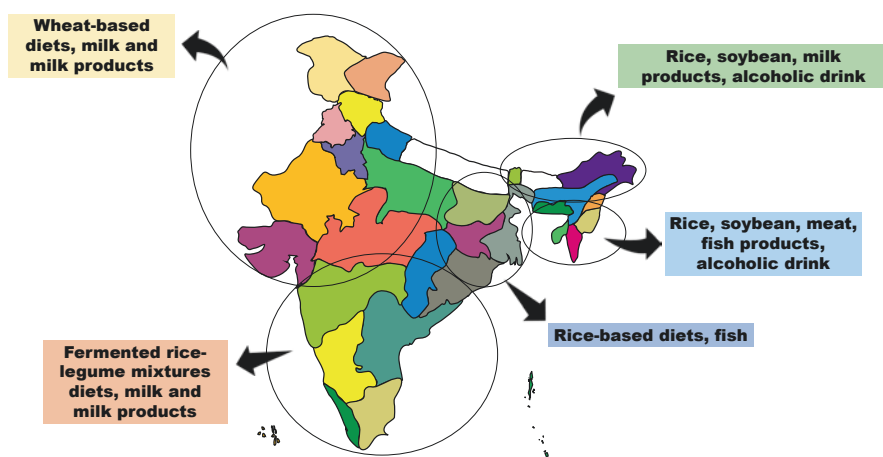 Wheat-based
diets, milk and
milk products
Rice, soybean, milk
products, alcoholic drink
Rice, soybean, meat,
fish products,
alcoholic drink
Rice-based diets, fish
Fermented rice-
legume mixtures
diets, milk and
milk products